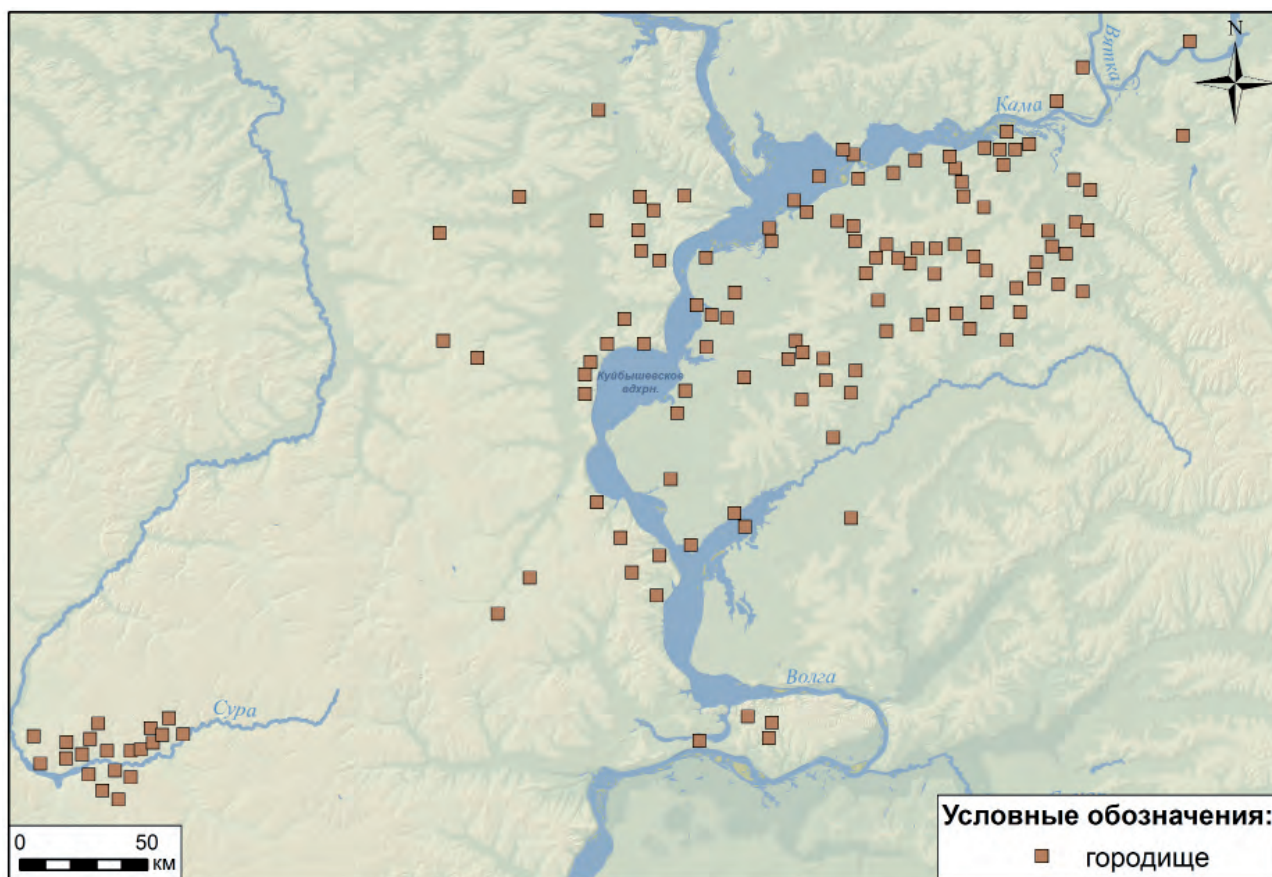 N
Вятка
Кама
Куйбышевское
вдхрн.
Волга
Сура
0 50
км
Условные обозначения:
городище